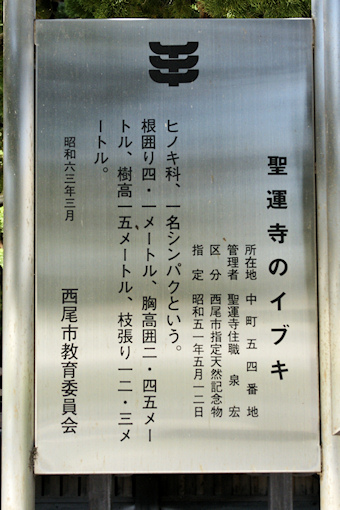 聖運寺のイブキ
所在地 中町五四番地
管理者 聖運寺住職 泉宏
区分 西尾市指定天然記念物
指定 昭和五一年五月一二日
ヒノキ科、一名シンパクという。
根囲り四・一メートル、胸高囲二・四五メー
トル、樹高一五メートル、枝張り一二・三メ
ートル。
昭和六三年三月
西尾市教育委員会